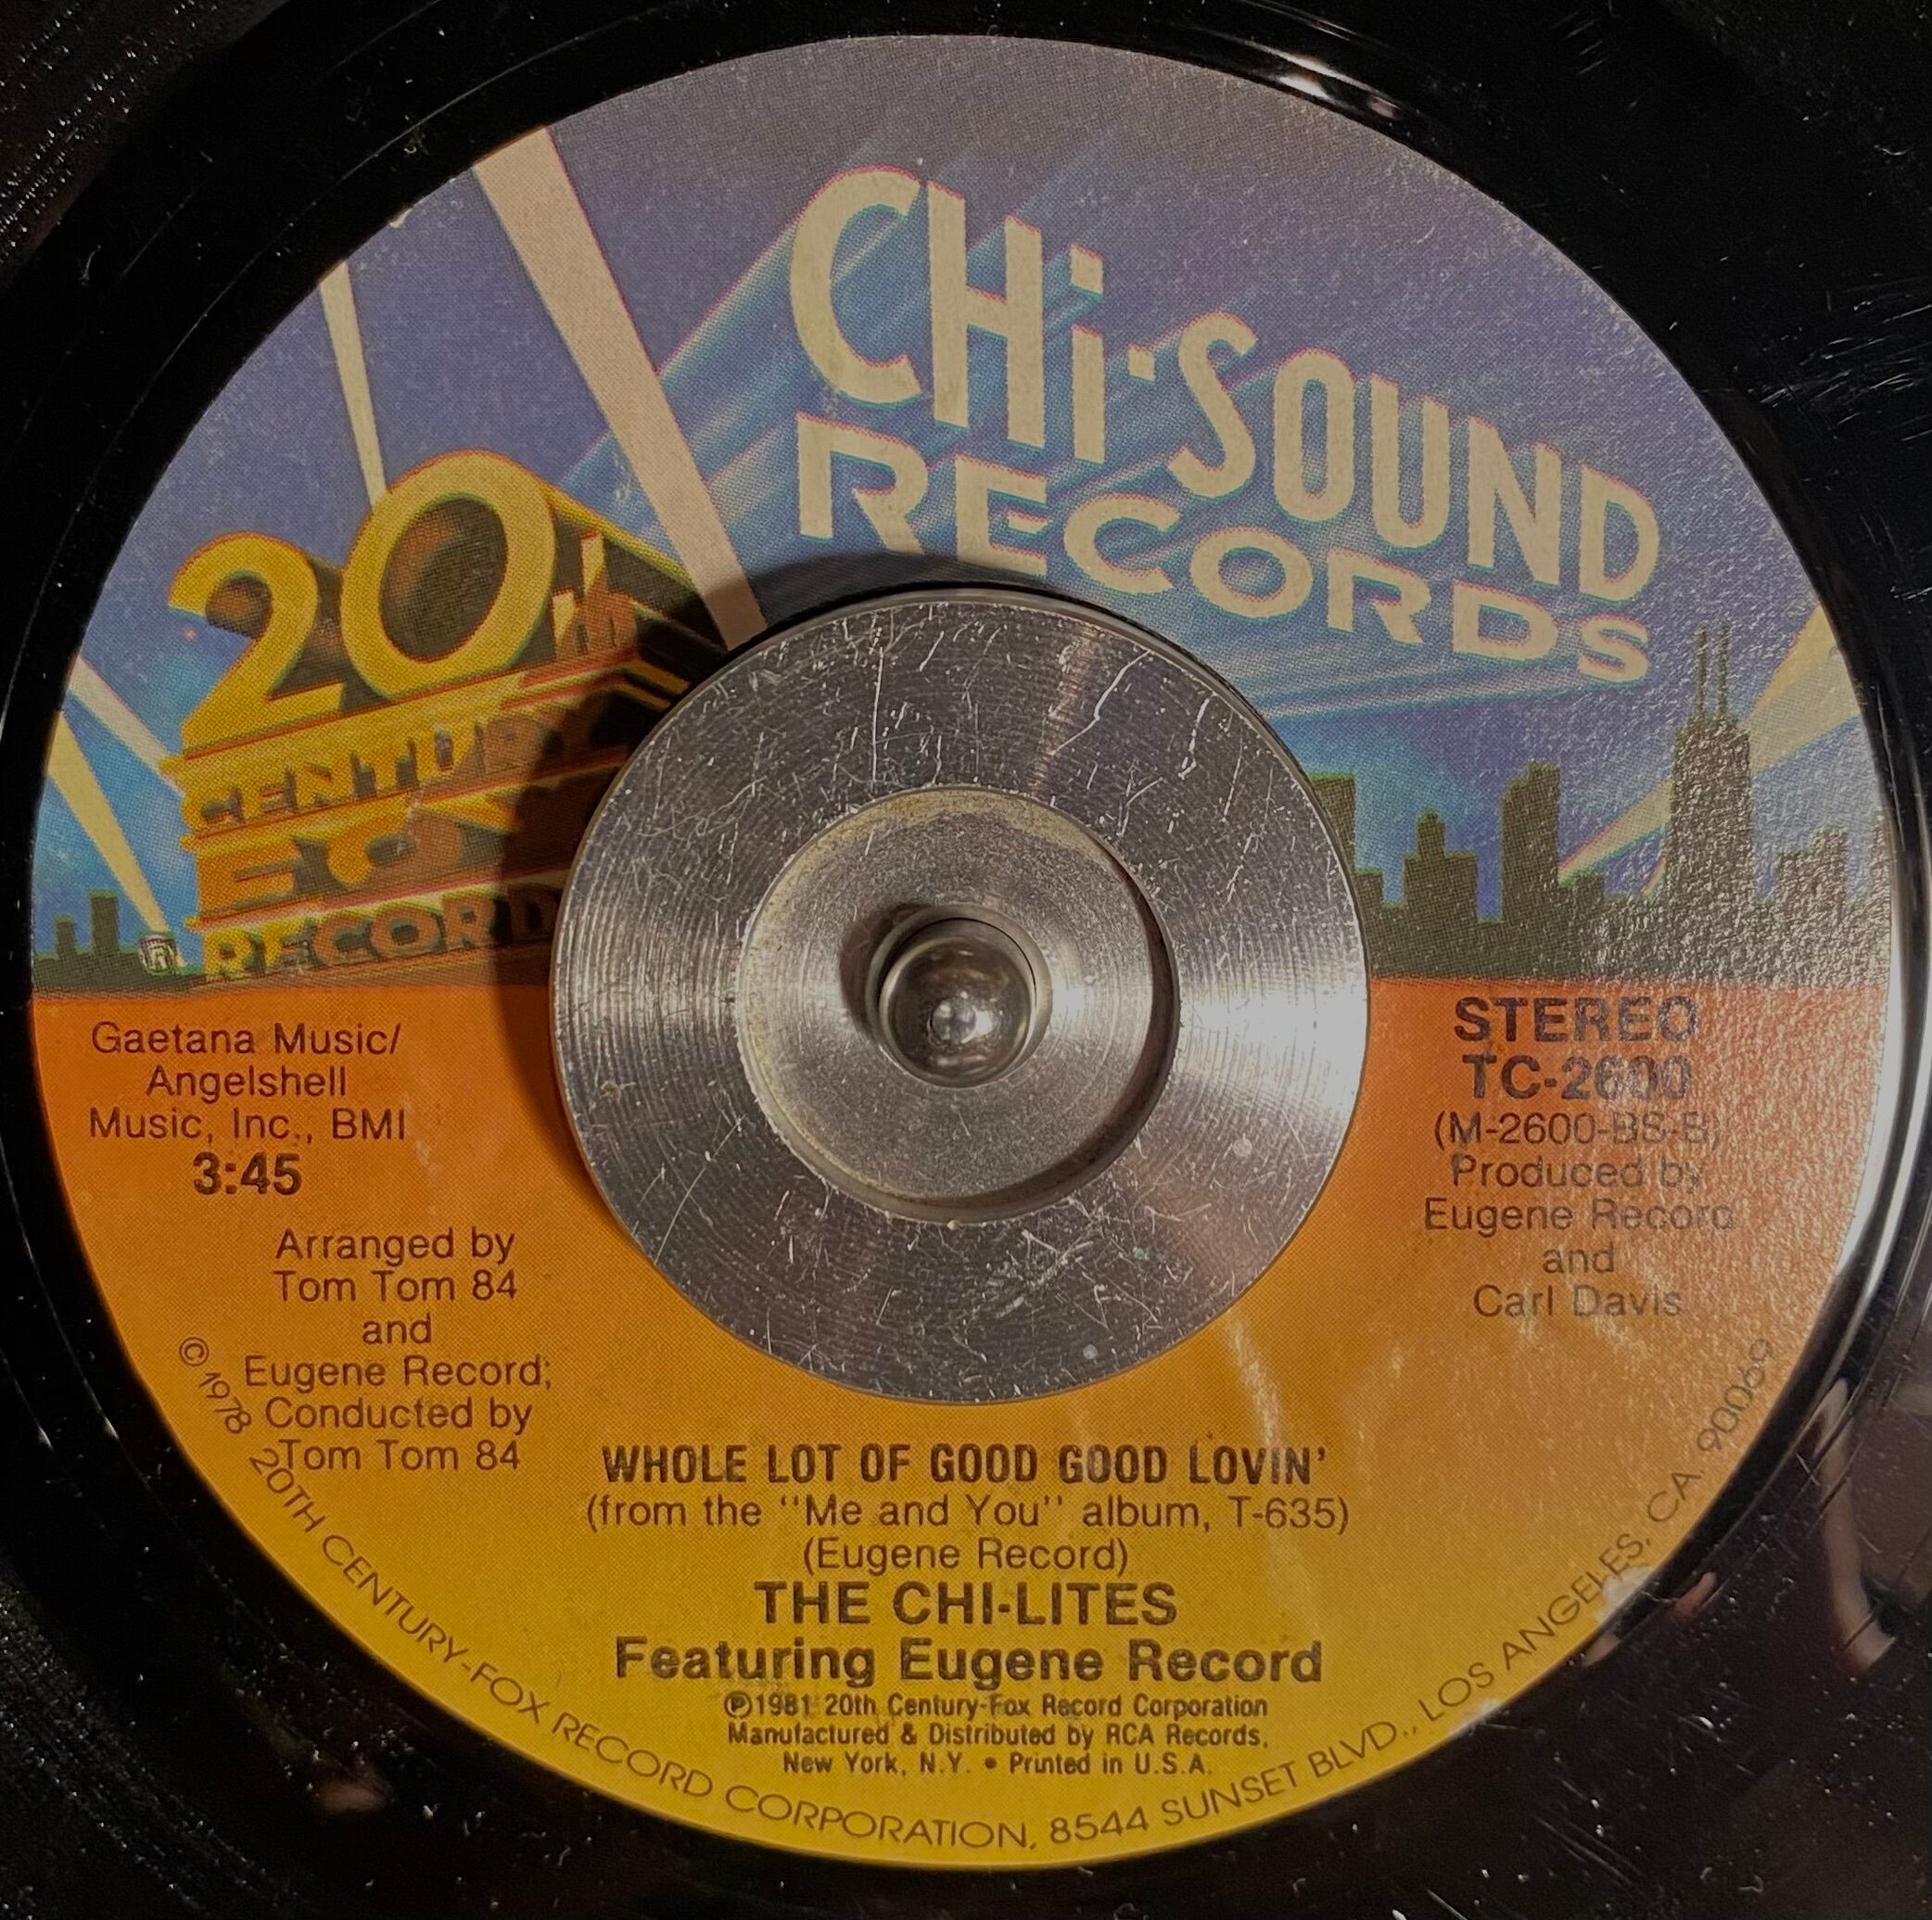 CHi-SOUND
RECORDS
20th
CENTURY
FOX
RECORDS
Gaetana Music/
Angelshell
Music, Inc., BMI
3:45
Arranged by
Tom Tom 84
and
Eugene Record;
Conducted by
Tom Tom 84
STEREO
TC-2600
(M-2600-BS-B)
Produced by
Eugene Record
and
Carl Davis
WHOLE LOT OF GOOD GOOD LOVIN'
(from the "Me and You" album, T-635)
(Eugene Record)
THE CHI-LITES
Featuring Eugene Record
℗1981 20th Century-Fox Record Corporation
Manufactured & Distributed by RCA Records,
New York, N.Y. • Printed in U.S.A.
© 1978 20TH CENTURY-FOX RECORD CORPORATION, 8544 SUNSET BLVD., LOS ANGELES, CA. 90069